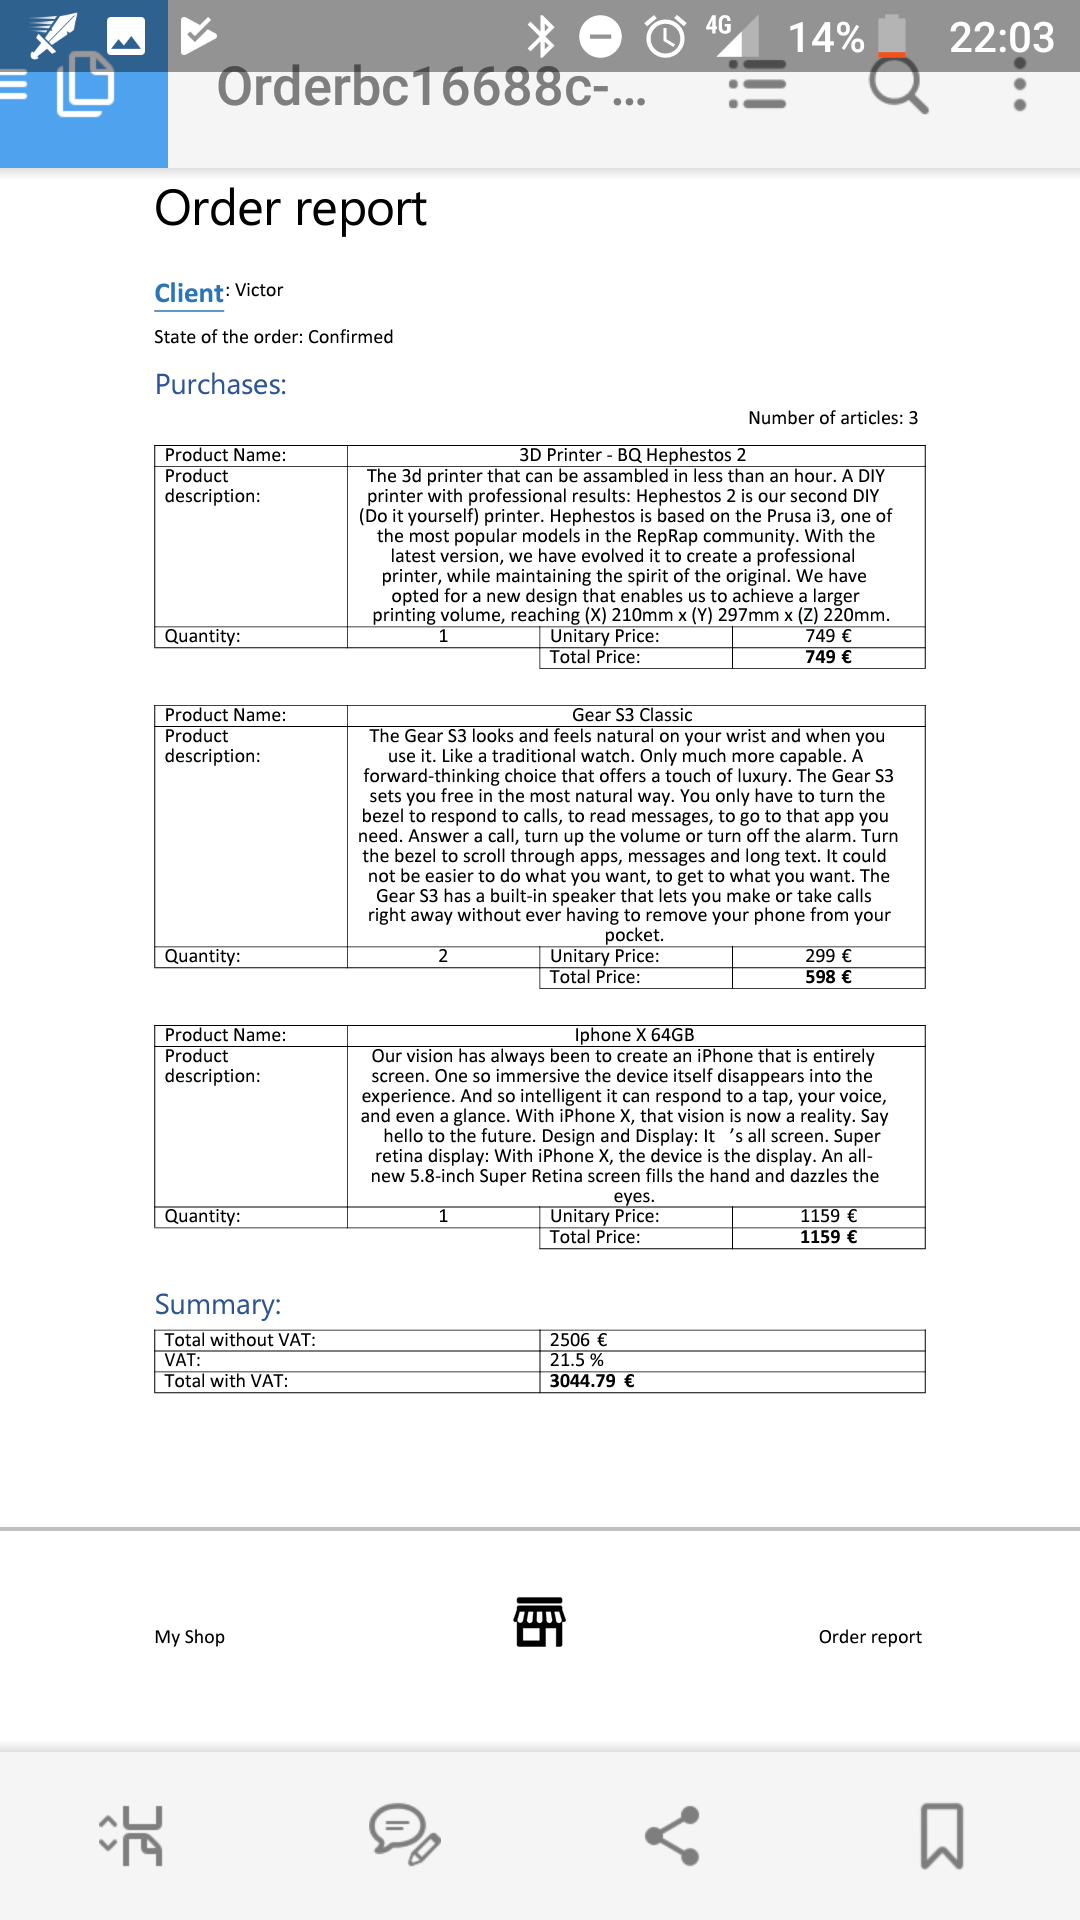 4G 14% 22:03
Orderbc16688c-...
Order report
Client: Victor
State of the order: Confirmed
Purchases:
Number of articles: 3
Product Name: 3D Printer - BQ Hephestos 2
Product description: The 3d printer that can be assambled in less than an hour. A DIY
printer with professional results: Hephestos 2 is our second DIY
(Do it yourself) printer. Hephestos is based on the Prusa i3, one of
the most popular models in the RepRap community. With the
latest version, we have evolved it to create a professional
printer, while maintaining the spirit of the original. We have
opted for a new design that enables us to achieve a larger
printing volume, reaching (X) 210mm x (Y) 297mm x (Z) 220mm.
Quantity: 1 Unitary Price: 749 €
Total Price: 749 €
Product Name: Gear S3 Classic
Product description: The Gear S3 looks and feels natural on your wrist and when you
use it. Like a traditional watch. Only much more capable. A
forward-thinking choice that offers a touch of luxury. The Gear S3
sets you free in the most natural way. You only have to turn the
bezel to respond to calls, to read messages, to go to that app you
need. Answer a call, turn up the volume or turn off the alarm. Turn
the bezel to scroll through apps, messages and long text. It could
not be easier to do what you want, to get to what you want. The
Gear S3 has a built-in speaker that lets you make or take calls
right away without ever having to remove your phone from your
pocket.
Quantity: 2 Unitary Price: 299 €
Total Price: 598 €
Product Name: Iphone X 64GB
Product description: Our vision has always been to create an iPhone that is entirely
screen. One so immersive the device itself disappears into the
experience. And so intelligent it can respond to a tap, your voice,
and even a glance. With iPhone X, that vision is now a reality. Say
hello to the future. Design and Display: It ’s all screen. Super
retina display: With iPhone X, the device is the display. An all-
new 5.8-inch Super Retina screen fills the hand and dazzles the
eyes.
Quantity: 1 Unitary Price: 1159 €
Total Price: 1159 €
Summary:
Total without VAT: 2506 €
VAT: 21.5 %
Total with VAT: 3044.79 €
My Shop Order report